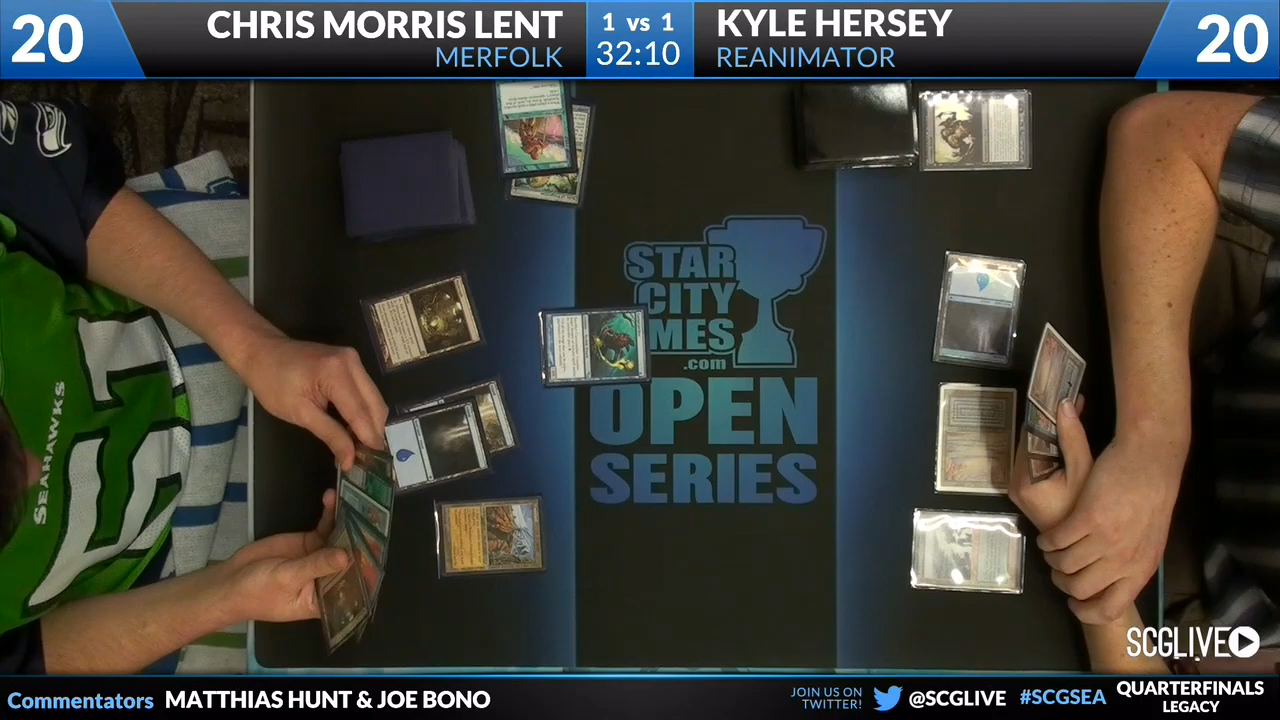 20
CHRIS MORRIS LENT
MERFOLK
1 vs 1
32:10
KYLE HERSEY
REANIMATOR
20
STAR
CITY
MES
.com
OPEN
SERIES
SEAHAWKS
SCGLIVE
Commentators MATTHIAS HUNT & JOE BONO
JOIN US ON
TWITTER!
@SCGLIVE
#SCGSEA
QUARTERFINALS
LEGACY